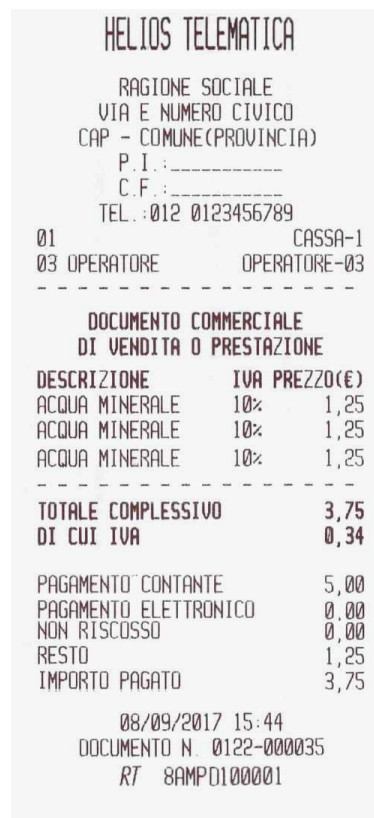 HELIOS TELEMATICA
RAGIONE SOCIALE
VIA E NUMERO CIVICO
CAP - COMUNE(PROVINCIA)
P.I.:___________
C.F.:___________
TEL.:012 0123456789
01 CASSA-1
03 OPERATORE OPERATORE-03
- - - - - - - - - - - - - - - - - -
DOCUMENTO COMMERCIALE
DI VENDITA O PRESTAZIONE
DESCRIZIONE IVA PREZZO(€)
ACQUA MINERALE 10% 1,25
ACQUA MINERALE 10% 1,25
ACQUA MINERALE 10% 1,25
- - - - - - - - - - - - - - - - - -
TOTALE COMPLESSIVO 3,75
DI CUI IVA 0,34
PAGAMENTO CONTANTE 5,00
PAGAMENTO ELETTRONICO 0.00
NON RISCOSSO 0,00
RESTO 1,25
IMPORTO PAGATO 3,75
08/09/2017 15:44
DOCUMENTO N. 0122-000035
RT 8AMPD100001